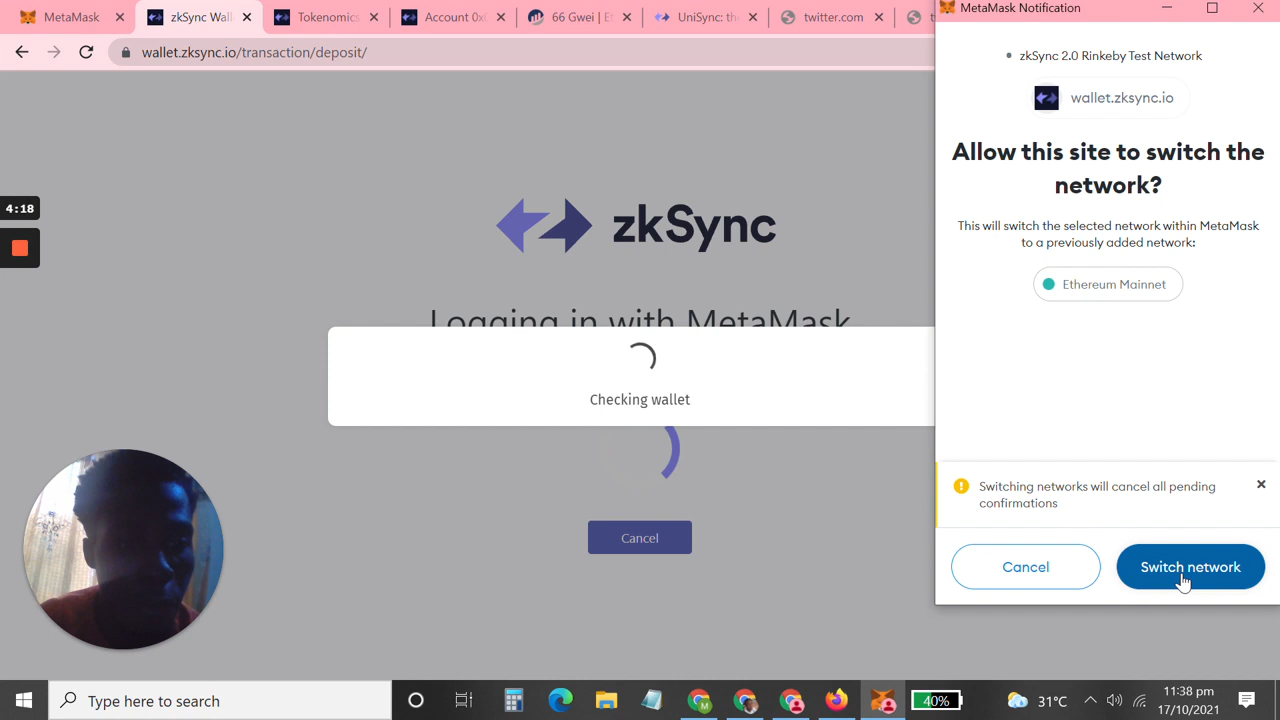 MetaMask
zkSync Wall
Tokenomics
Account 0x
66 Gwei | E
UniSync: th
twitter.com
MetaMask Notification
wallet.zksync.io/transaction/deposit/
zkSync 2.0 Rinkeby Test Network
wallet.zksync.io
Allow this site to switch the
network?
This will switch the selected network within MetaMask
to a previously added network:
Ethereum Mainnet
4:18
zkSync
Logging in with MetaMask
Checking wallet
Cancel
Switching networks will cancel all pending
confirmations
Cancel
Switch network
Type here to search
40%
31°C
11:38 pm
17/10/2021